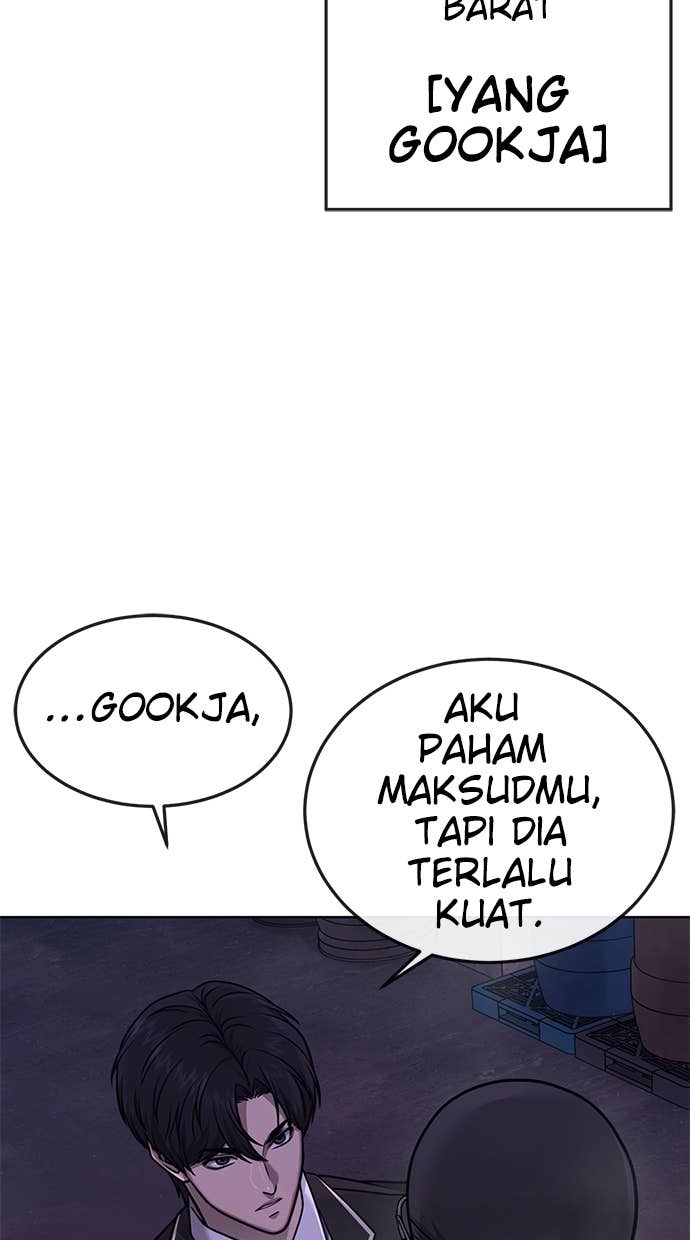 BARAT
[YANG
GOOKJA]
...GOOKJA,
AKU
PAHAM
MAKSUDMU,
TAPI DIA
TERLALU
KUAT.